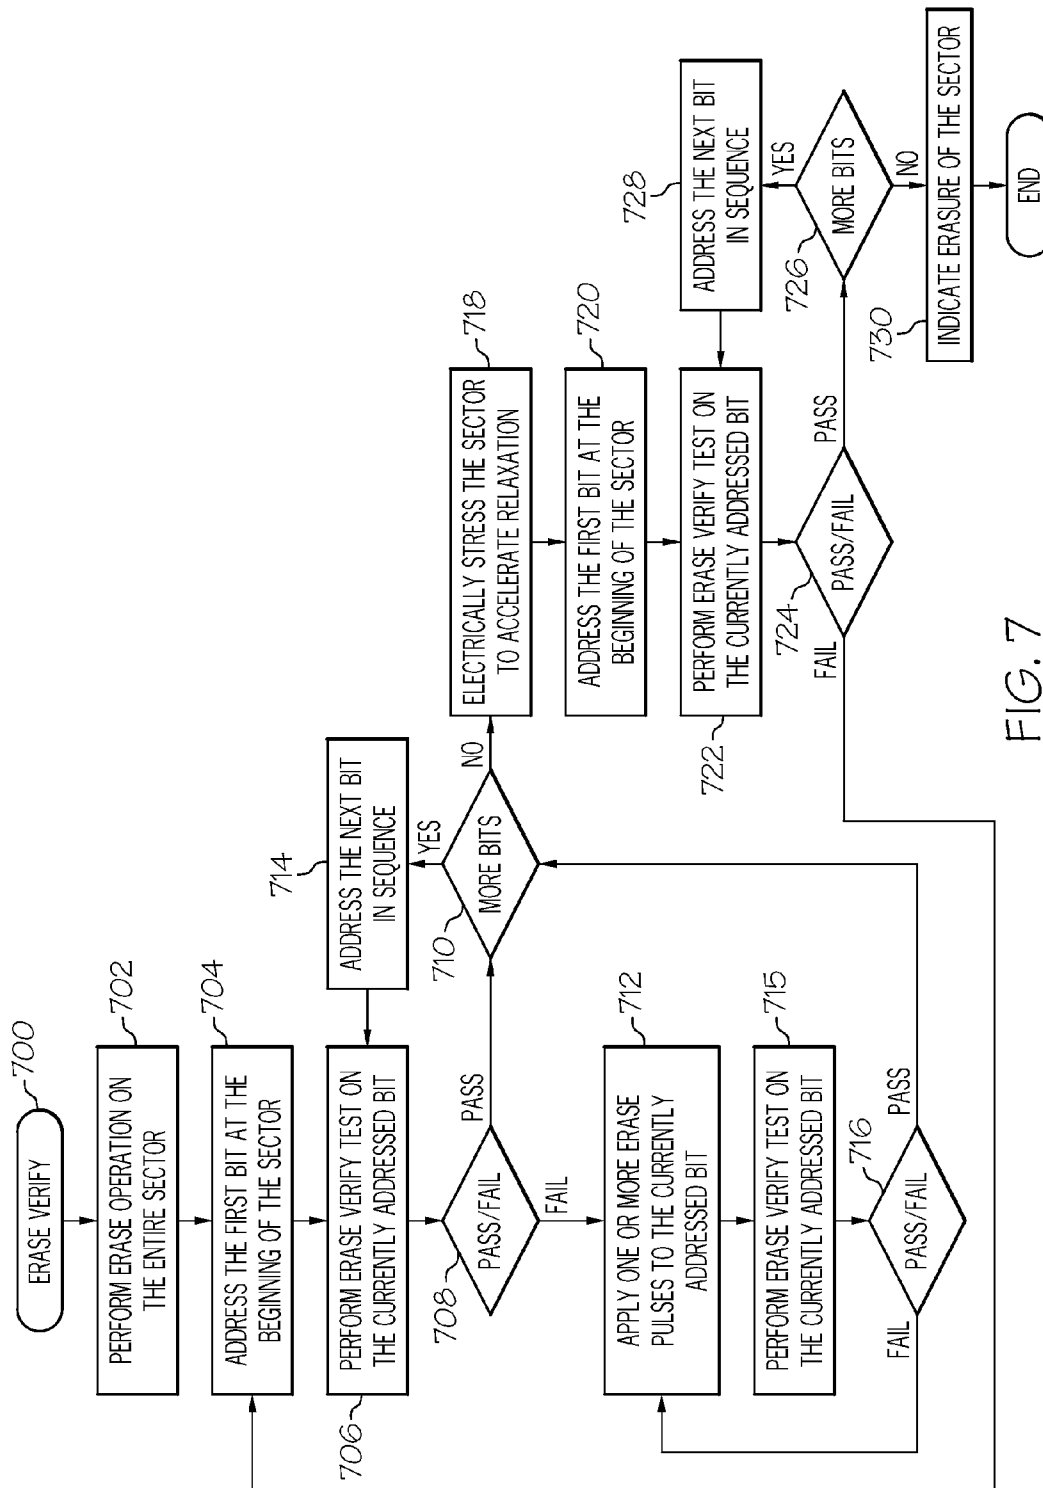 700
ERASE VERIFY
702
PERFORM ERASE OPERATION ON
THE ENTIRE SECTOR
704
ADDRESS THE FIRST BIT AT THE
BEGINNING OF THE SECTOR
706
PERFORM ERASE VERIFY TEST ON
THE CURRENTLY ADDRESSED BIT
708
PASS/FAIL
PASS
FAIL
710
MORE BITS
YES
NO
714
ADDRESS THE NEXT BIT
IN SEQUENCE
712
APPLY ONE OR MORE ERASE
PULSES TO THE CURRENTLY
ADDRESSED BIT
715
PERFORM ERASE VERIFY TEST ON
THE CURRENTLY ADDRESSED BIT
716
PASS/FAIL
FAIL
PASS
718
ELECTRICALLY STRESS THE SECTOR
TO ACCELERATE RELAXATION
720
ADDRESS THE FIRST BIT AT THE
BEGINNING OF THE SECTOR
722
PERFORM ERASE VERIFY TEST ON
THE CURRENTLY ADDRESSED BIT
724
PASS/FAIL
FAIL
PASS
726
MORE BITS
YES
NO
728
ADDRESS THE NEXT BIT
IN SEQUENCE
730
INDICATE ERASURE OF THE SECTOR
END
FIG. 7